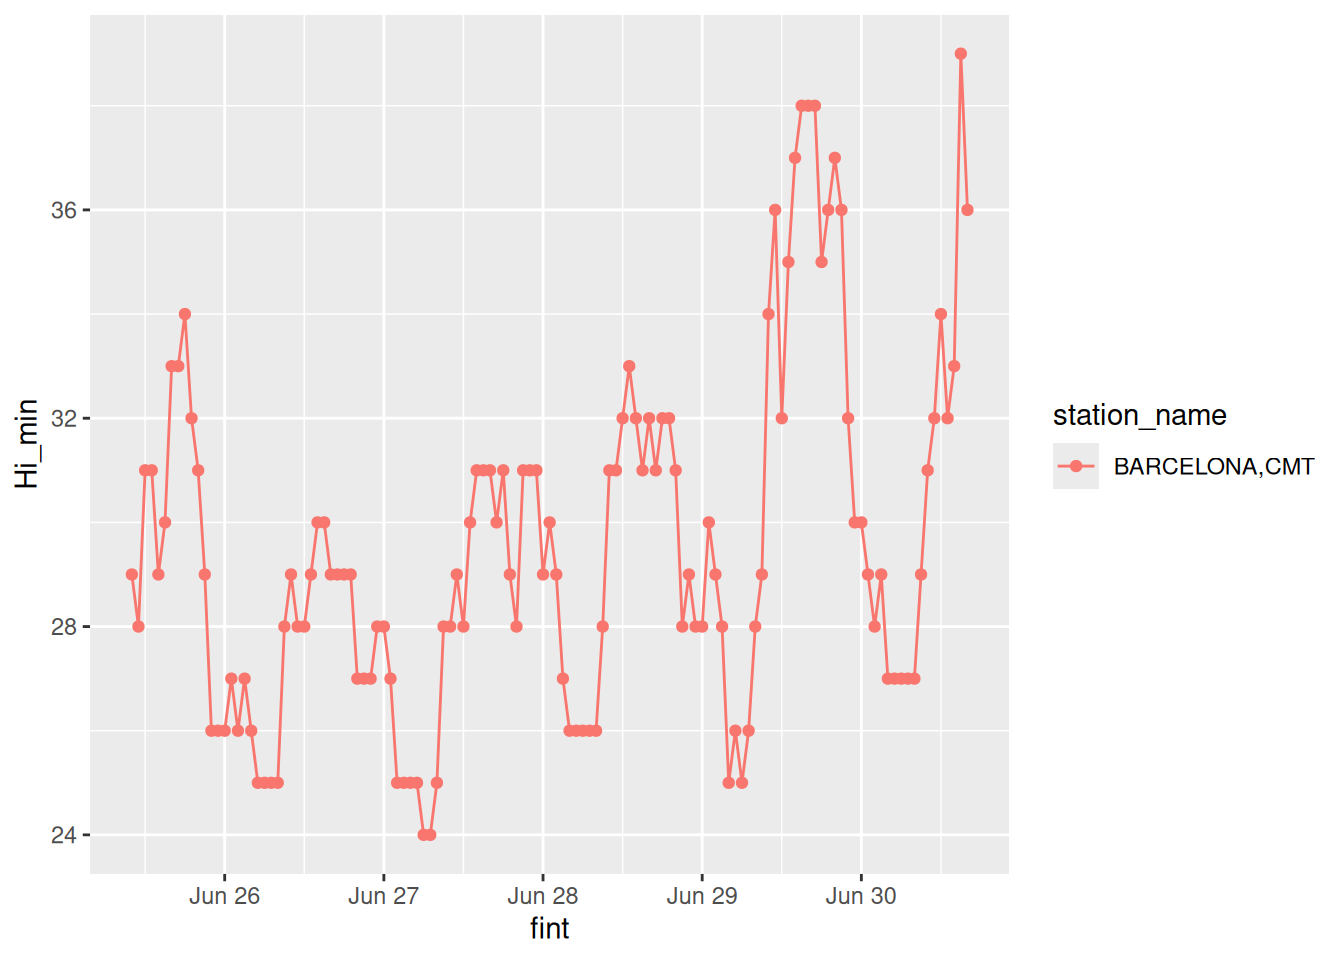 Hi_min
36
32
28
24
Jun 26
Jun 27
Jun 28
Jun 29
Jun 30
fint
station_name
BARCELONA,CMT